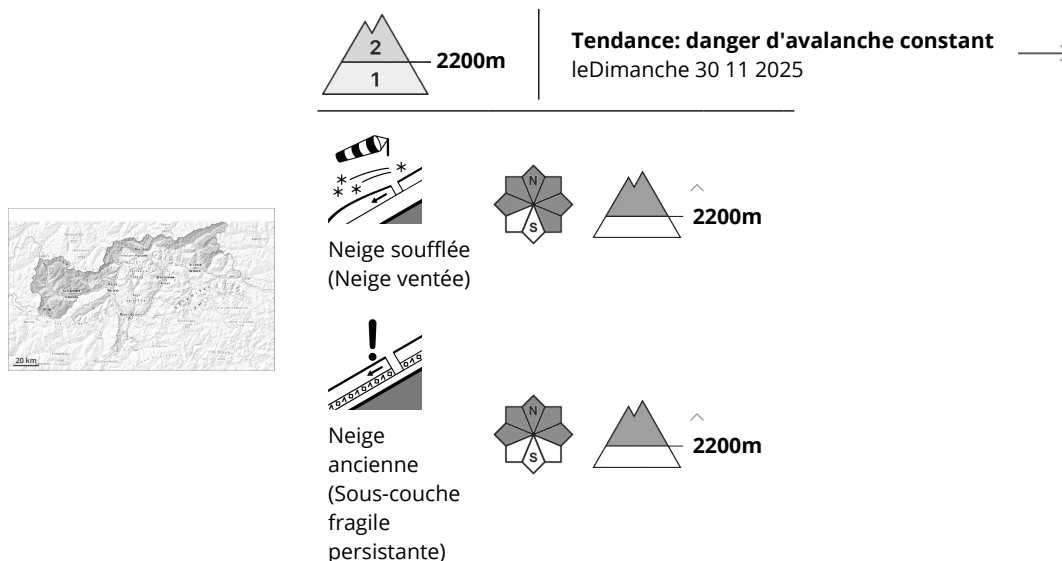 2
1
2200m
Tendance: danger d'avalanche constant
leDimanche 30 11 2025
N
S
2200m
Neige soufflée
(Neige ventée)
20 km
N
S
2200m
Neige
ancienne
(Sous-couche
fragile
persistante)